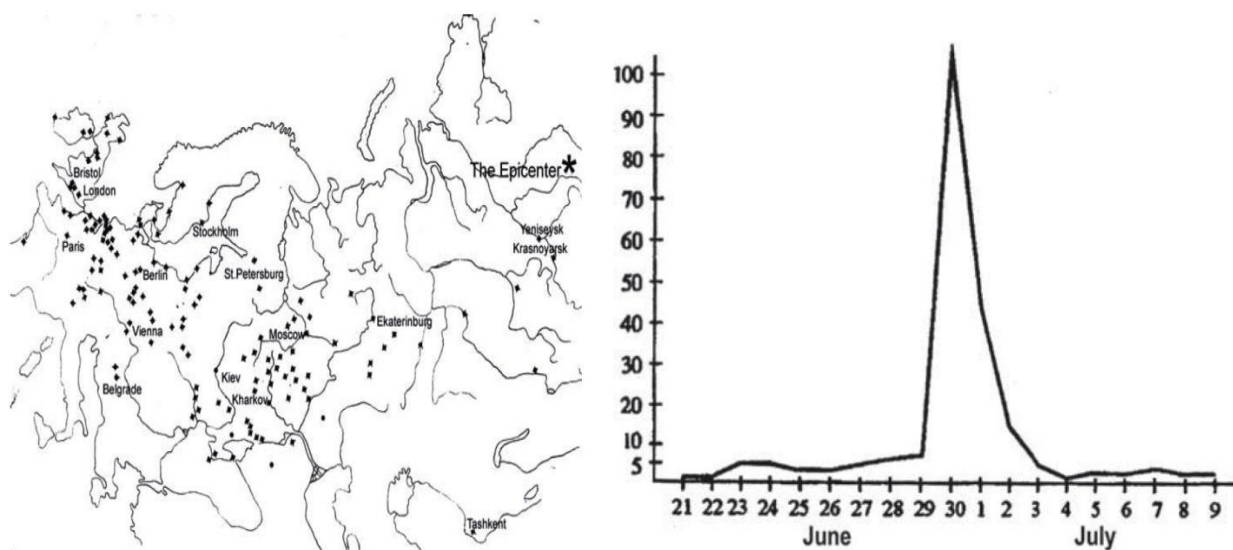 The Epicenter*
Bristol
London
Yeniseysk
Paris
Stockholm
Krasnoyarsk
Berlin
St.Petersburg
Vienna
Moscow
Ekaterinburg
Belgrade
Kiev
Kharkov
Tashkent
100
90
80
70
60
50
40
30
20
10
5
21 22 23 24 25 26 27 28 29 30 1 2 3 4 5 6 7 8 9
June July